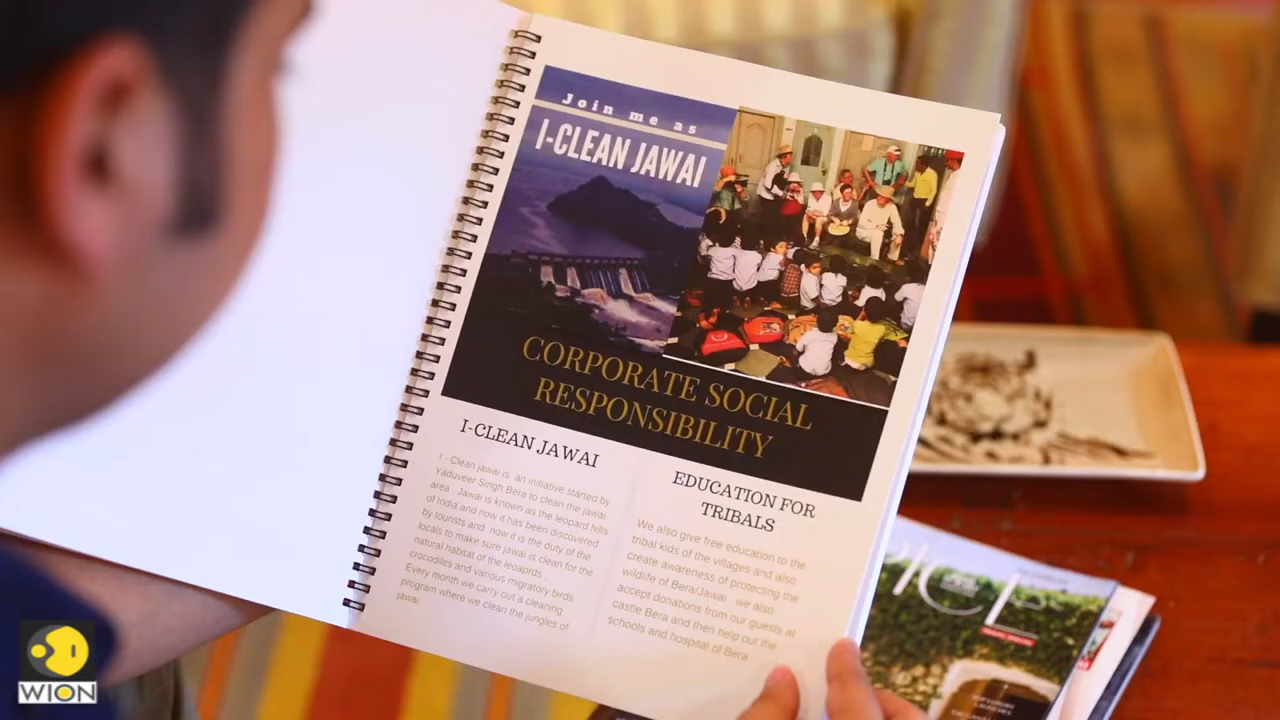 Join me as
I-CLEAN JAWAI
CORPORATE SOCIAL
RESPONSIBILITY
I-CLEAN JAWAI
I - Clean jawai is an initiative started by
Yaduveer Singh Bera to clean the jawai
area . Jawai is known as the leopard hills
of India and now it has been discovered
by tourists and now it is the duty of the
locals to make sure jawai is clean for the
natural habitat of the leoaprds ,
crocodiles and various migratory birds.
Every month we carry out a cleaning
program where we clean the jungles of
jawai.
EDUCATION FOR
TRIBALS
We also give free education to the
tribal kids of the villages and also
create awareness of protecting the
wildlife of Bera/Jawai we also
accept donations from our guests at
castle Bera and then help out the
schools and hospital of Bera
WION